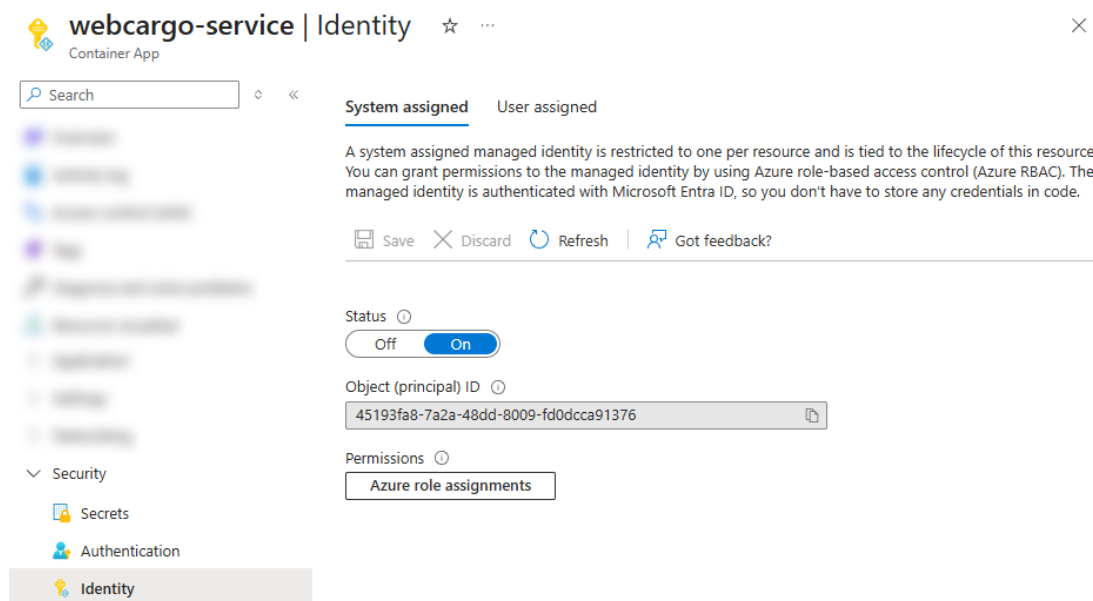 webcargo-service | Identity
Container App
Search
System assigned
User assigned
A system assigned managed identity is restricted to one per resource and is tied to the lifecycle of this resource
You can grant permissions to the managed identity by using Azure role-based access control (Azure RBAC). The
managed identity is authenticated with Microsoft Entra ID, so you don't have to store any credentials in code.
Save
Discard
Refresh
Got feedback?
Status
Off
On
Object (principal) ID
45193fa8-7a2a-48dd-8009-fd0dcca91376
Permissions
Azure role assignments
Security
Secrets
Authentication
Identity